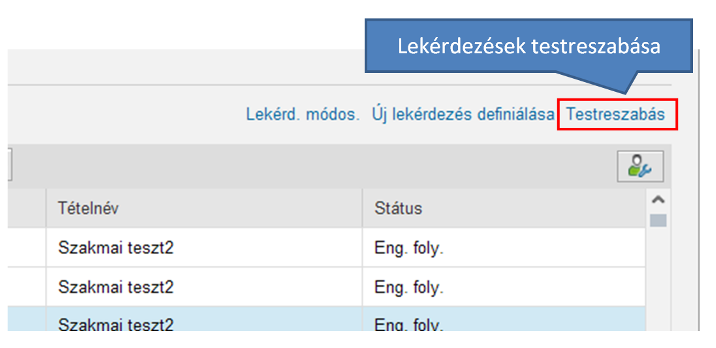 Lekérdezések testreszabása
Lekérd. módos. Új lekérdezés definiálása Testreszabás
Tételnév Státus
Szakmai teszt2 Eng. foly.
Szakmai teszt2 Eng. foly.
Szakmai teszt2 Eng. foly.